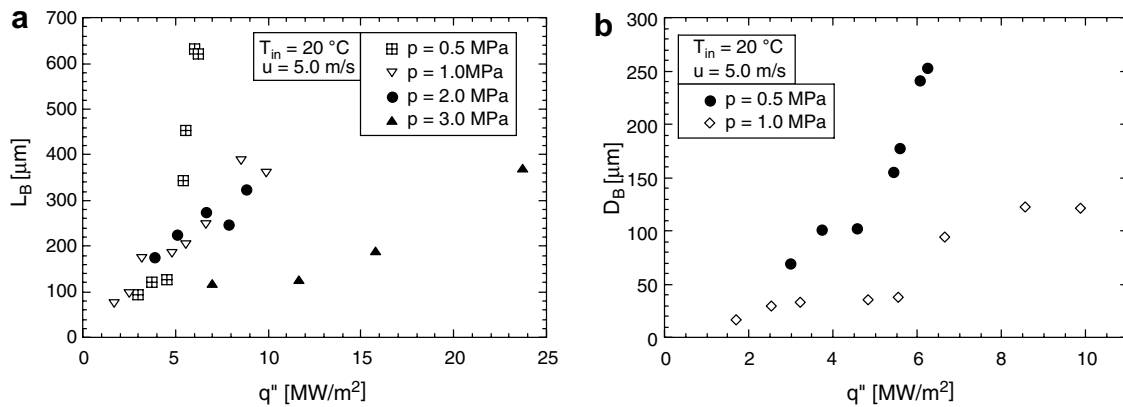 a
700
600
500
400
300
200
100
0
L_B [μm]
T_in = 20 °C
u = 5.0 m/s
p = 0.5 MPa
p = 1.0MPa
p = 2.0 MPa
p = 3.0 MPa
0 5 10 15 20 25
q" [MW/m²]
b
300
250
200
150
100
50
0
D_B [μm]
T_in = 20 °C
u = 5.0 m/s
p = 0.5 MPa
p = 1.0 MPa
0 2 4 6 8 10
q" [MW/m²]